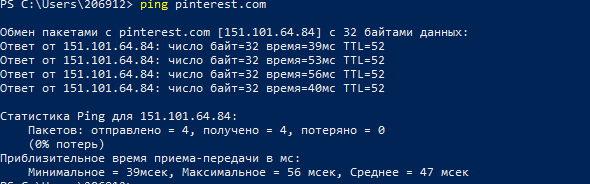 PS C:\Users\206912> ping pinterest.com
Обмен пакетами с pinterest.com [151.101.64.84] с 32 байтами данных:
Ответ от 151.101.64.84: число байт=32 время=39мс TTL=52
Ответ от 151.101.64.84: число байт=32 время=53мс TTL=52
Ответ от 151.101.64.84: число байт=32 время=56мс TTL=52
Ответ от 151.101.64.84: число байт=32 время=40мс TTL=52
Статистика Ping для 151.101.64.84:
Пакетов: отправлено = 4, получено = 4, потеряно = 0
(0% потерь)
Приблизительное время приема-передачи в мс:
Минимальное = 39мсек, Максимальное = 56 мсек, Среднее = 47 мсек
PS C:\Users\206912>